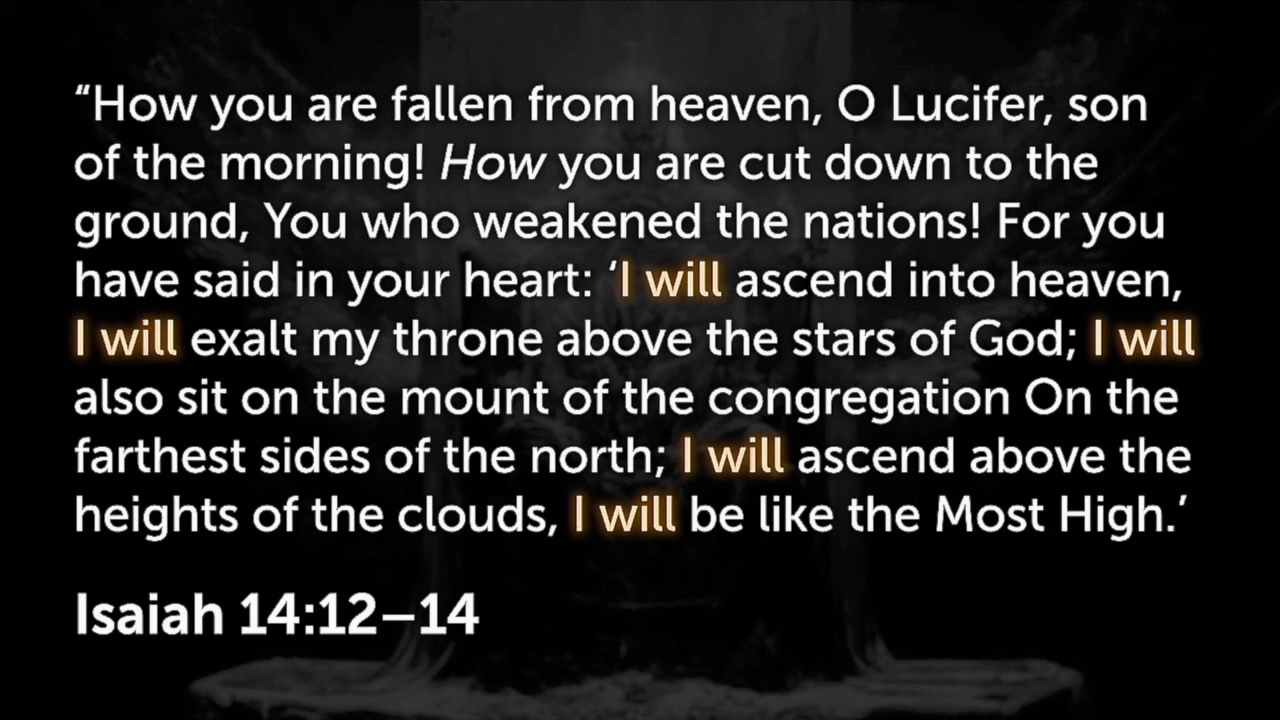 “How you are fallen from heaven, O Lucifer, son
of the morning! How you are cut down to the
ground, You who weakened the nations! For you
have said in your heart: ‘I will ascend into heaven,
I will exalt my throne above the stars of God; I will
also sit on the mount of the congregation On the
farthest sides of the north; I will ascend above the
heights of the clouds, I will be like the Most High.’
Isaiah 14:12–14